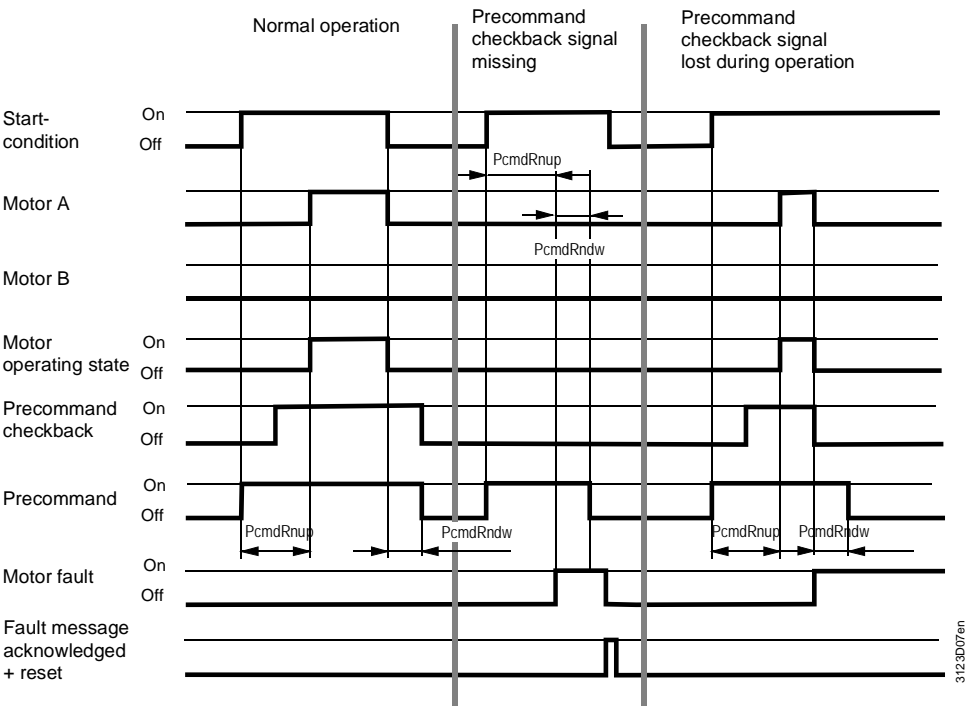 Normal operation
Precommand
checkback signal
missing
Precommand
checkback signal
lost during operation
Start-
condition
On
Off
PcmdRnup
Motor A
PcmdRndw
Motor B
Motor
operating state
On
Off
Precommand
checkback
On
Off
Precommand
On
Off
PcmdRnup
PcmdRndw
PcmdRnup
PcmdRndw
Motor fault
On
Off
Fault message
acknowledged
+ reset
3123D07en